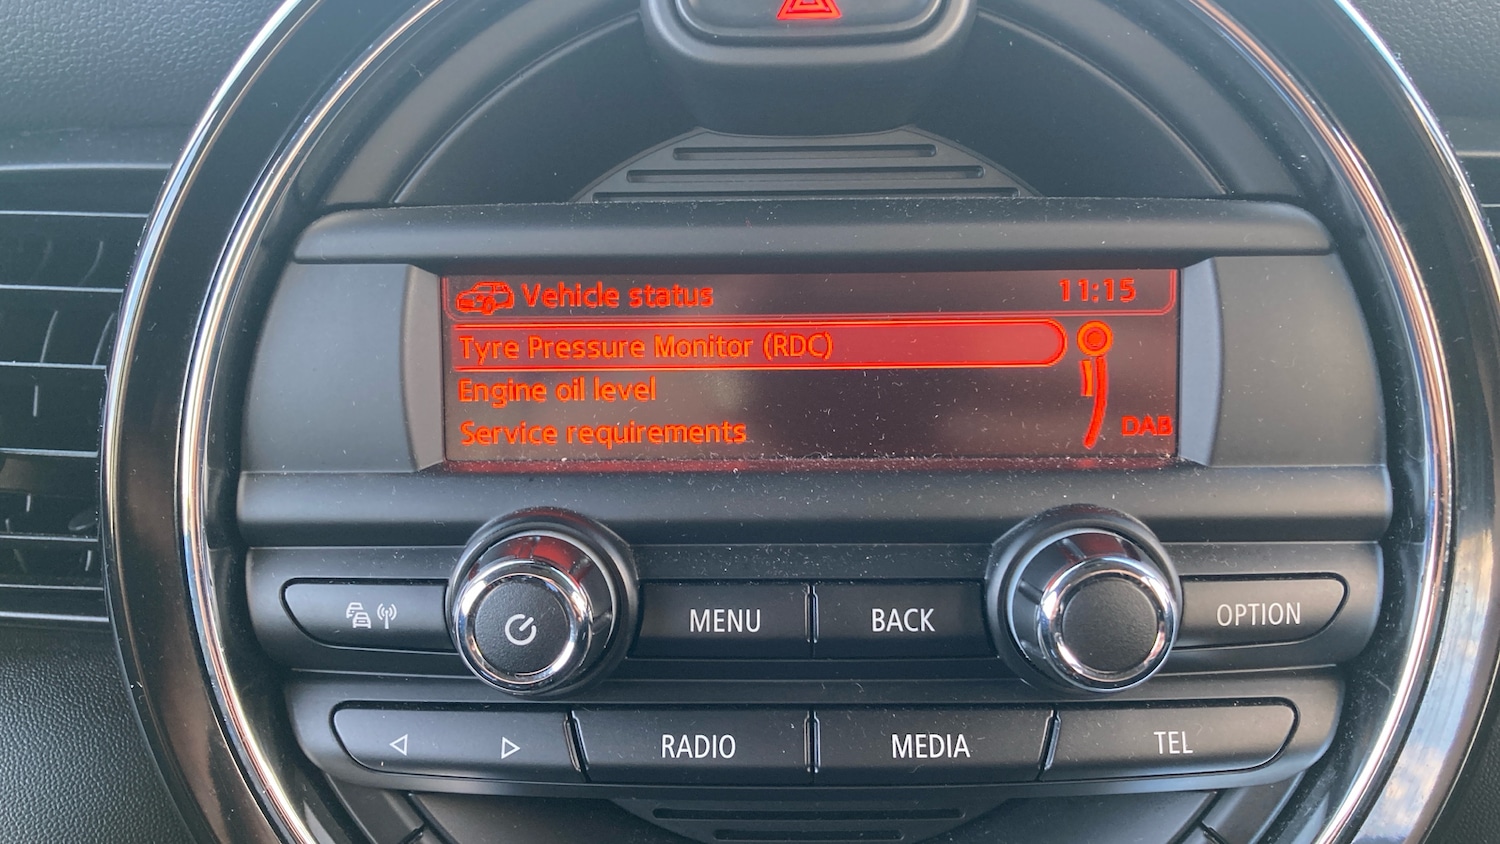 Vehicle status 11:15
Tyre Pressure Monitor (RDC)
Engine oil level
Service requirements
DAB
MENU BACK OPTION
RADIO MEDIA TEL